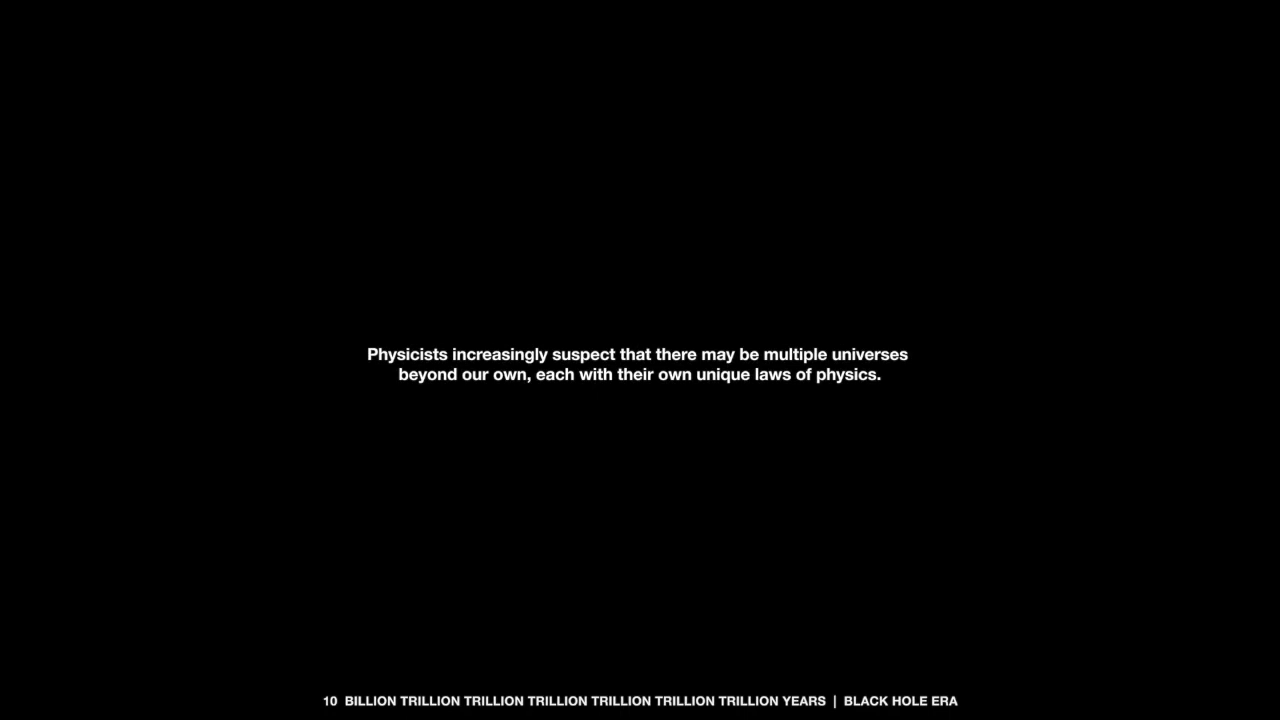 Physicists increasingly suspect that there may be multiple universes
beyond our own, each with their own unique laws of physics.
10 BILLION TRILLION TRILLION TRILLION TRILLION TRILLION TRILLION YEARS | BLACK HOLE ERA